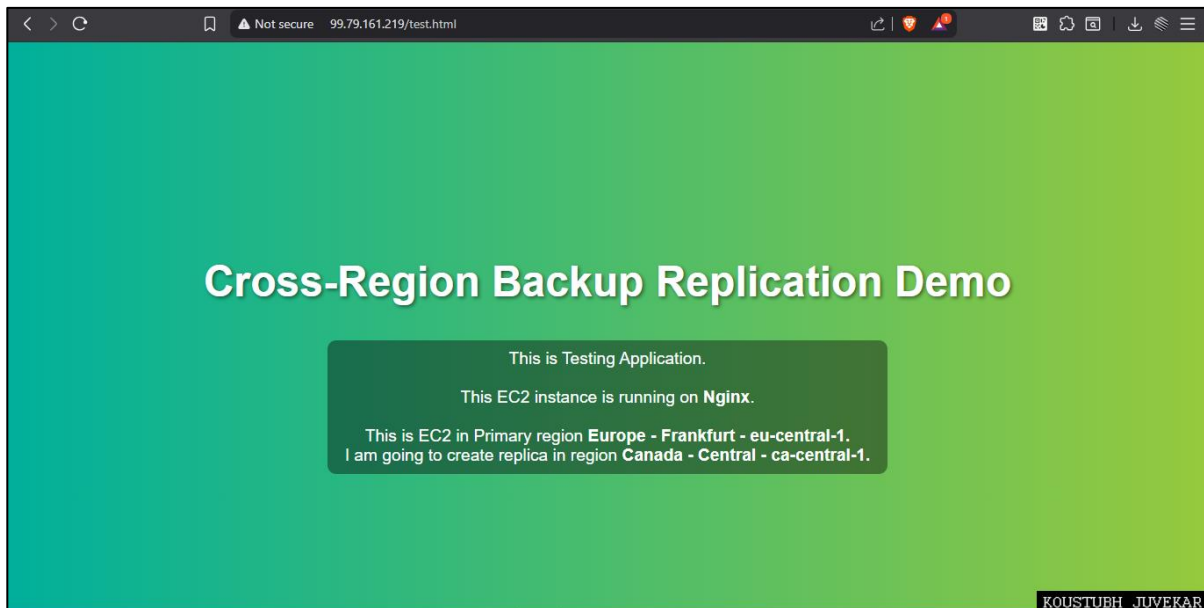 Not secure 99.79.161.219/test.html
1
Cross-Region Backup Replication Demo
This is Testing Application.
This EC2 instance is running on Nginx.
This is EC2 in Primary region Europe - Frankfurt - eu-central-1.
I am going to create replica in region Canada - Central - ca-central-1.
KOUSTUBH JUVEKAR